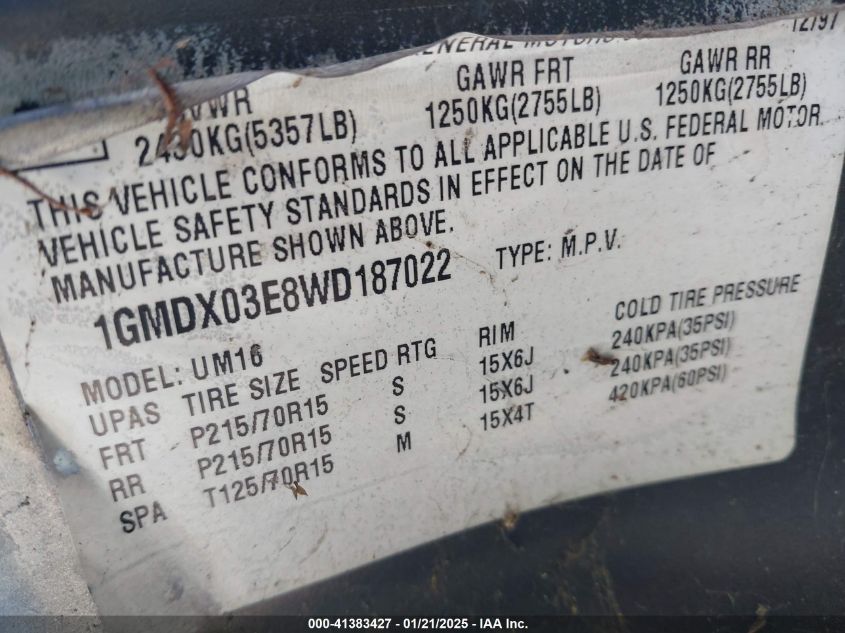 GENERAL MOTORS 12/97
GVWR GAWR FRT GAWR RR
2430KG(5357LB) 1250KG(2755LB) 1250KG(2755LB)
THIS VEHICLE CONFORMS TO ALL APPLICABLE U.S. FEDERAL MOTOR
VEHICLE SAFETY STANDARDS IN EFFECT ON THE DATE OF
MANUFACTURE SHOWN ABOVE.
1GMDX03E8WD187022 TYPE: M.P.V.
MODEL: UM16
UPAS TIRE SIZE SPEED RTG RIM COLD TIRE PRESSURE
FRT P215/70R15 S 15X6J 240KPA(35PSI)
RR P215/70R15 S 15X6J 240KPA(35PSI)
SPA T125/70R15 M 15X4T 420KPA(60PSI)
000-41383427 - 01/21/2025 - IAA Inc.